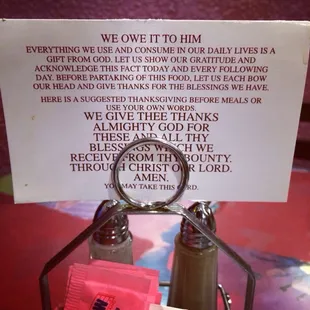 WE OWE IT TO HIM
EVERYTHING WE USE AND CONSUME IN OUR DAILY LIVES IS A
GIFT FROM GOD. LET US SHOW OUR GRATITUDE AND
ACKNOWLEDGE THIS FACT TODAY AND EVERY FOLLOWING
DAY. BEFORE PARTAKING OF THIS FOOD, LET US EACH BOW
OUR HEAD AND GIVE THANKS FOR THE BLESSINGS WE HAVE.
HERE IS A SUGGESTED THANKSGIVING BEFORE MEALS OR
USE YOUR OWN WORDS.
WE GIVE THEE THANKS
ALMIGHTY GOD FOR
THESE AND ALL THY
BLESSINGS WHICH WE
RECEIVE FROM THY BOUNTY.
THROUGH CHRIST OUR LORD.
AMEN.
YOU MAY TAKE THIS CARD.